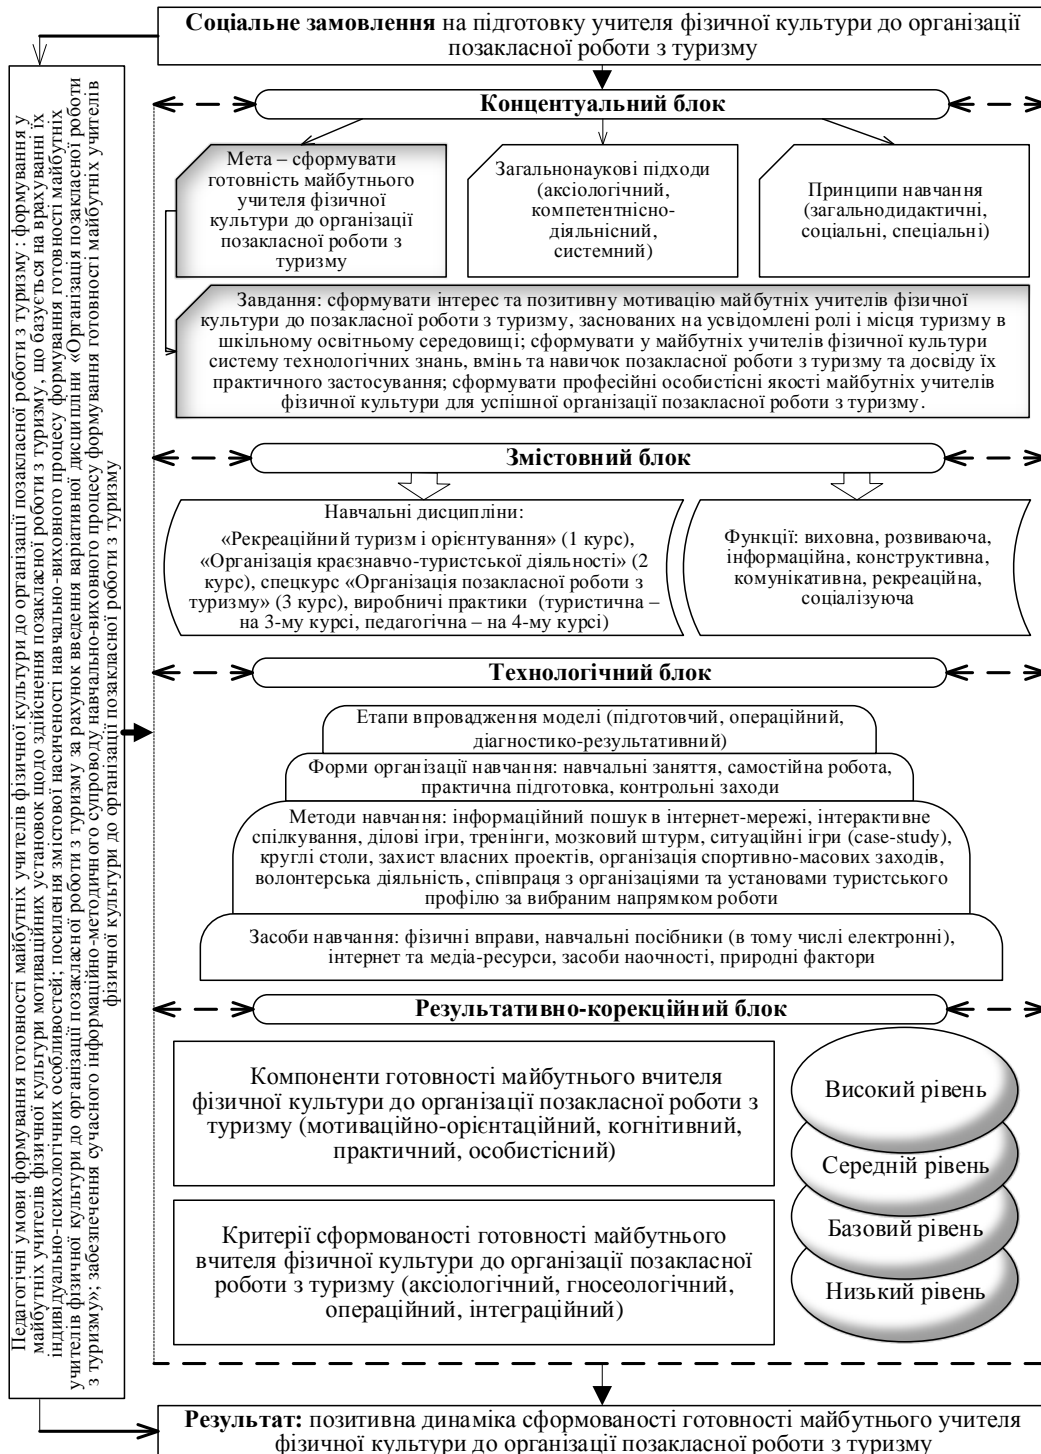 Соціальне замовлення на підготовку учителя фізичної культури до організації
позакласної роботи з туризму
Педагогічні умови формування готовності майбутніх учителів фізичної культури до організації позакласної роботи з туризму : формування у
майбутніх учителів фізичної культури мотиваційних установок щодо здійснення позакласної роботи з туризму, що базується на врахуванні їх
індивідуально-психологічних особливостей; посилення змістової насиченості навчально-виховного процесу формування готовності майбутніх
учителів фізичної культури до організації позакласної роботи з туризму за рахунок введення варіативної дисципліни «Організація позакласної роботи
з туризму»; забезпечення сучасного інформаційно-методичного супроводу навчально-виховного процесу формування готовності майбутніх учителів
фізичної культури до організації позакласної роботи з туризму
Концентуальний блок
Мета – сформувати
готовність майбутнього
учителя фізичної
культури до організації
позакласної роботи з
туризму
Загальнонаукові підходи
(аксіологічний,
компетентнісно-
діяльнісний,
системний)
Принципи навчання
(загальнодидактичні,
соціальні, спеціальні)
Завдання: сформувати інтерес та позитивну мотивацію майбутніх учителів фізичної
культури до позакласної роботи з туризму, заснованих на усвідомлені ролі і місця туризму в
шкільному освітньому середовищі; сформувати у майбутніх учителів фізичної культури
систему технологічних знань, вмінь та навичок позакласної роботи з туризму та досвіду їх
практичного застосування; сформувати професійні особистісні якості майбутніх учителів
фізичної культури для успішної організації позакласної роботи з туризму.
Змістовний блок
Навчальні дисципліни:
«Рекреаційний туризм і орієнтування» (1 курс),
«Організація краєзнавчо-туристської діяльності» (2
курс), спецкурс «Організація позакласної роботи з
туризму» (3 курс), виробничі практики (туристична –
на 3-му курсі, педагогічна – на 4-му курсі)
Функції: виховна, розвиваюча,
інформаційна, конструктивна,
комунікативна, рекреаційна,
соціалізуюча
Технологічний блок
Етапи впровадження моделі (підготовчий, операційний,
діагностико-результативний)
Форми організації навчання: навчальні заняття, самостійна робота,
практична підготовка, контрольні заходи
Методи навчання: інформаційний пошук в інтернет-мережі, інтерактивне
спілкування, ділові ігри, тренінги, мозковий штурм, ситуаційні ігри (case-study),
круглі столи, захист власних проектів, організація спортивно-масових заходів,
волонтерська діяльність, співпраця з організаціями та установами туристського
профілю за вибраним напрямком роботи
Засоби навчання: фізичні вправи, навчальні посібники (в тому числі електронні),
інтернет та медіа-ресурси, засоби наочності, природні фактори
Результативно-корекційний блок
Компоненти готовності майбутнього вчителя
фізичної культури до організації позакласної роботи з
туризму (мотиваційно-орієнтаційний, когнітивний,
практичний, особистісний)
Критерії сформованості готовності майбутнього
вчителя фізичної культури до організації позакласної
роботи з туризму (аксіологічний, гносеологічний,
операційний, інтеграційний)
Високий рівень
Середній рівень
Базовий рівень
Низький рівень
Результат: позитивна динаміка сформованості готовності майбутнього учителя
фізичної культури до організації позакласної роботи з туризму